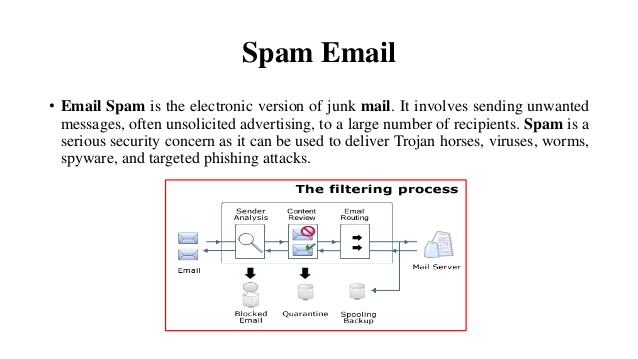 Spam Email
• Email Spam is the electronic version of junk mail. It involves sending unwanted
messages, often unsolicited advertising, to a large number of recipients. Spam is a
serious security concern as it can be used to deliver Trojan horses, viruses, worms,
spyware, and targeted phishing attacks.
The filtering process
Sender
Analysis
Content
Review
Email
Routing
Email
Mail Server
Blocked
Email
Quarantine
Spooling
Backup